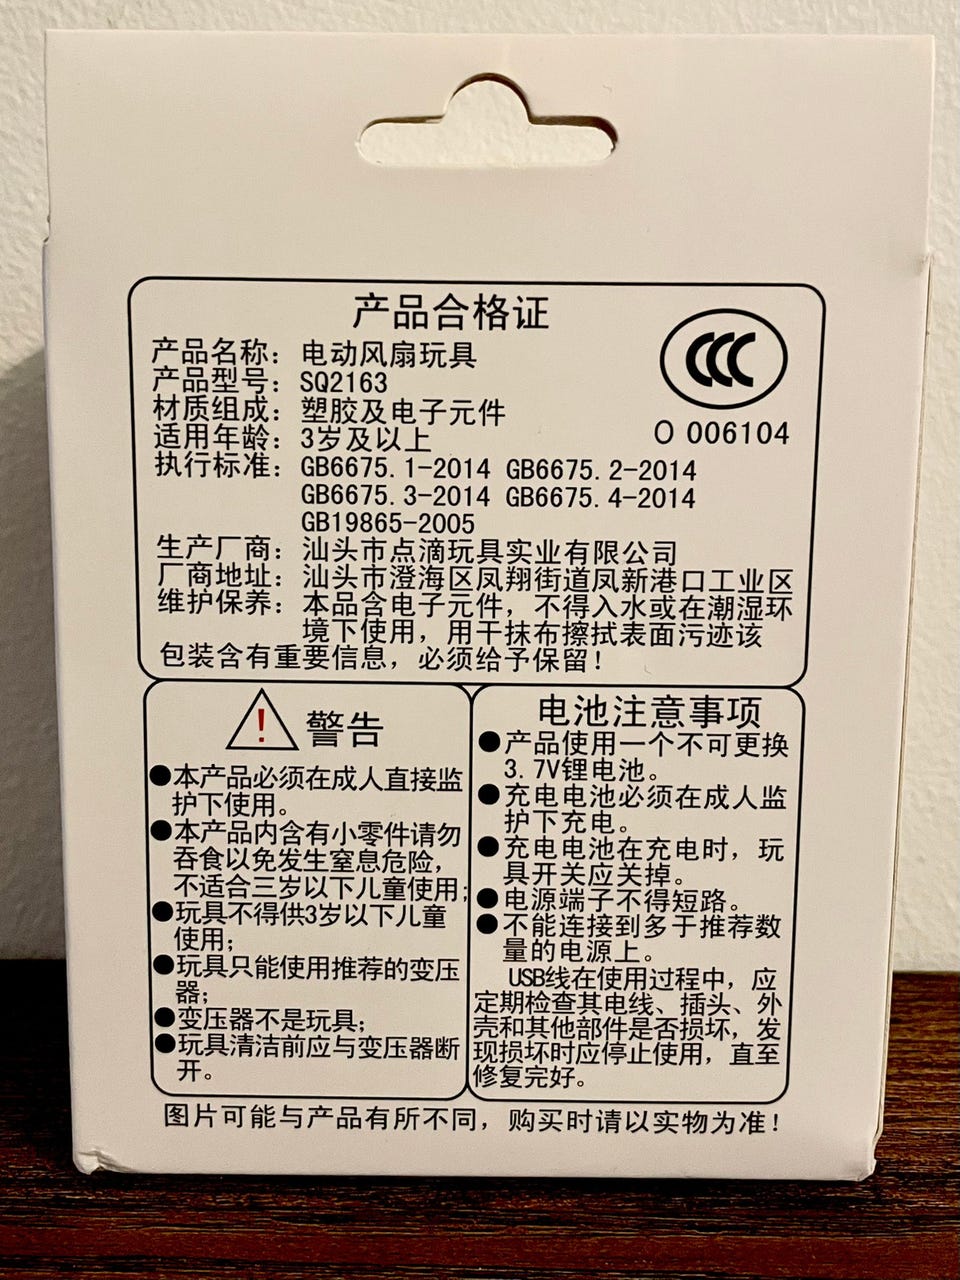 产品合格证
CCC
O 006104
产品名称：电动风扇玩具
产品型号：SQ2163
材质组成：塑胶及电子元件
适用年龄：3岁及以上
执行标准：GB6675.1-2014 GB6675.2-2014
GB6675.3-2014 GB6675.4-2014
GB19865-2005
生产厂商：汕头市点滴玩具实业有限公司
厂商地址：汕头市澄海区凤翔街道凤新港口工业区
维护保养：本品含电子元件，不得入水或在潮湿环
境下使用，用干抹布擦拭表面污迹该
包装含有重要信息，必须给予保留！
！警告
●本产品必须在成人直接监
护下使用。
●本产品内含有小零件请勿
吞食以免发生窒息危险，
不适合三岁以下儿童使用；
●玩具不得供3岁以下儿童
使用；
●玩具只能使用推荐的变压
器；
●变压器不是玩具；
●玩具清洁前应与变压器断
开。
电池注意事项
●产品使用一个不可更换
3.7V锂电池。
●充电电池必须在成人监
护下充电。
●充电电池在充电时，玩
具开关应关掉。
●电源端子不得短路。
●不能连接到多于推荐数
量的电源上。
USB线在使用过程中，应
定期检查其电线、插头、外
壳和其他部件是否损坏，发
现损坏时应停止使用，直至
修复完好。
图片可能与产品有所不同，购买时请以实物为准！